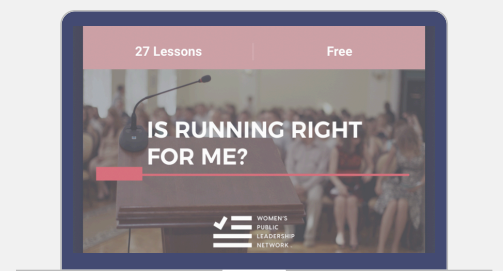 27 Lessons
Free
IS RUNNING RIGHT
FOR ME?
WOMEN'S
PUBLIC
LEADERSHIP
NETWORK